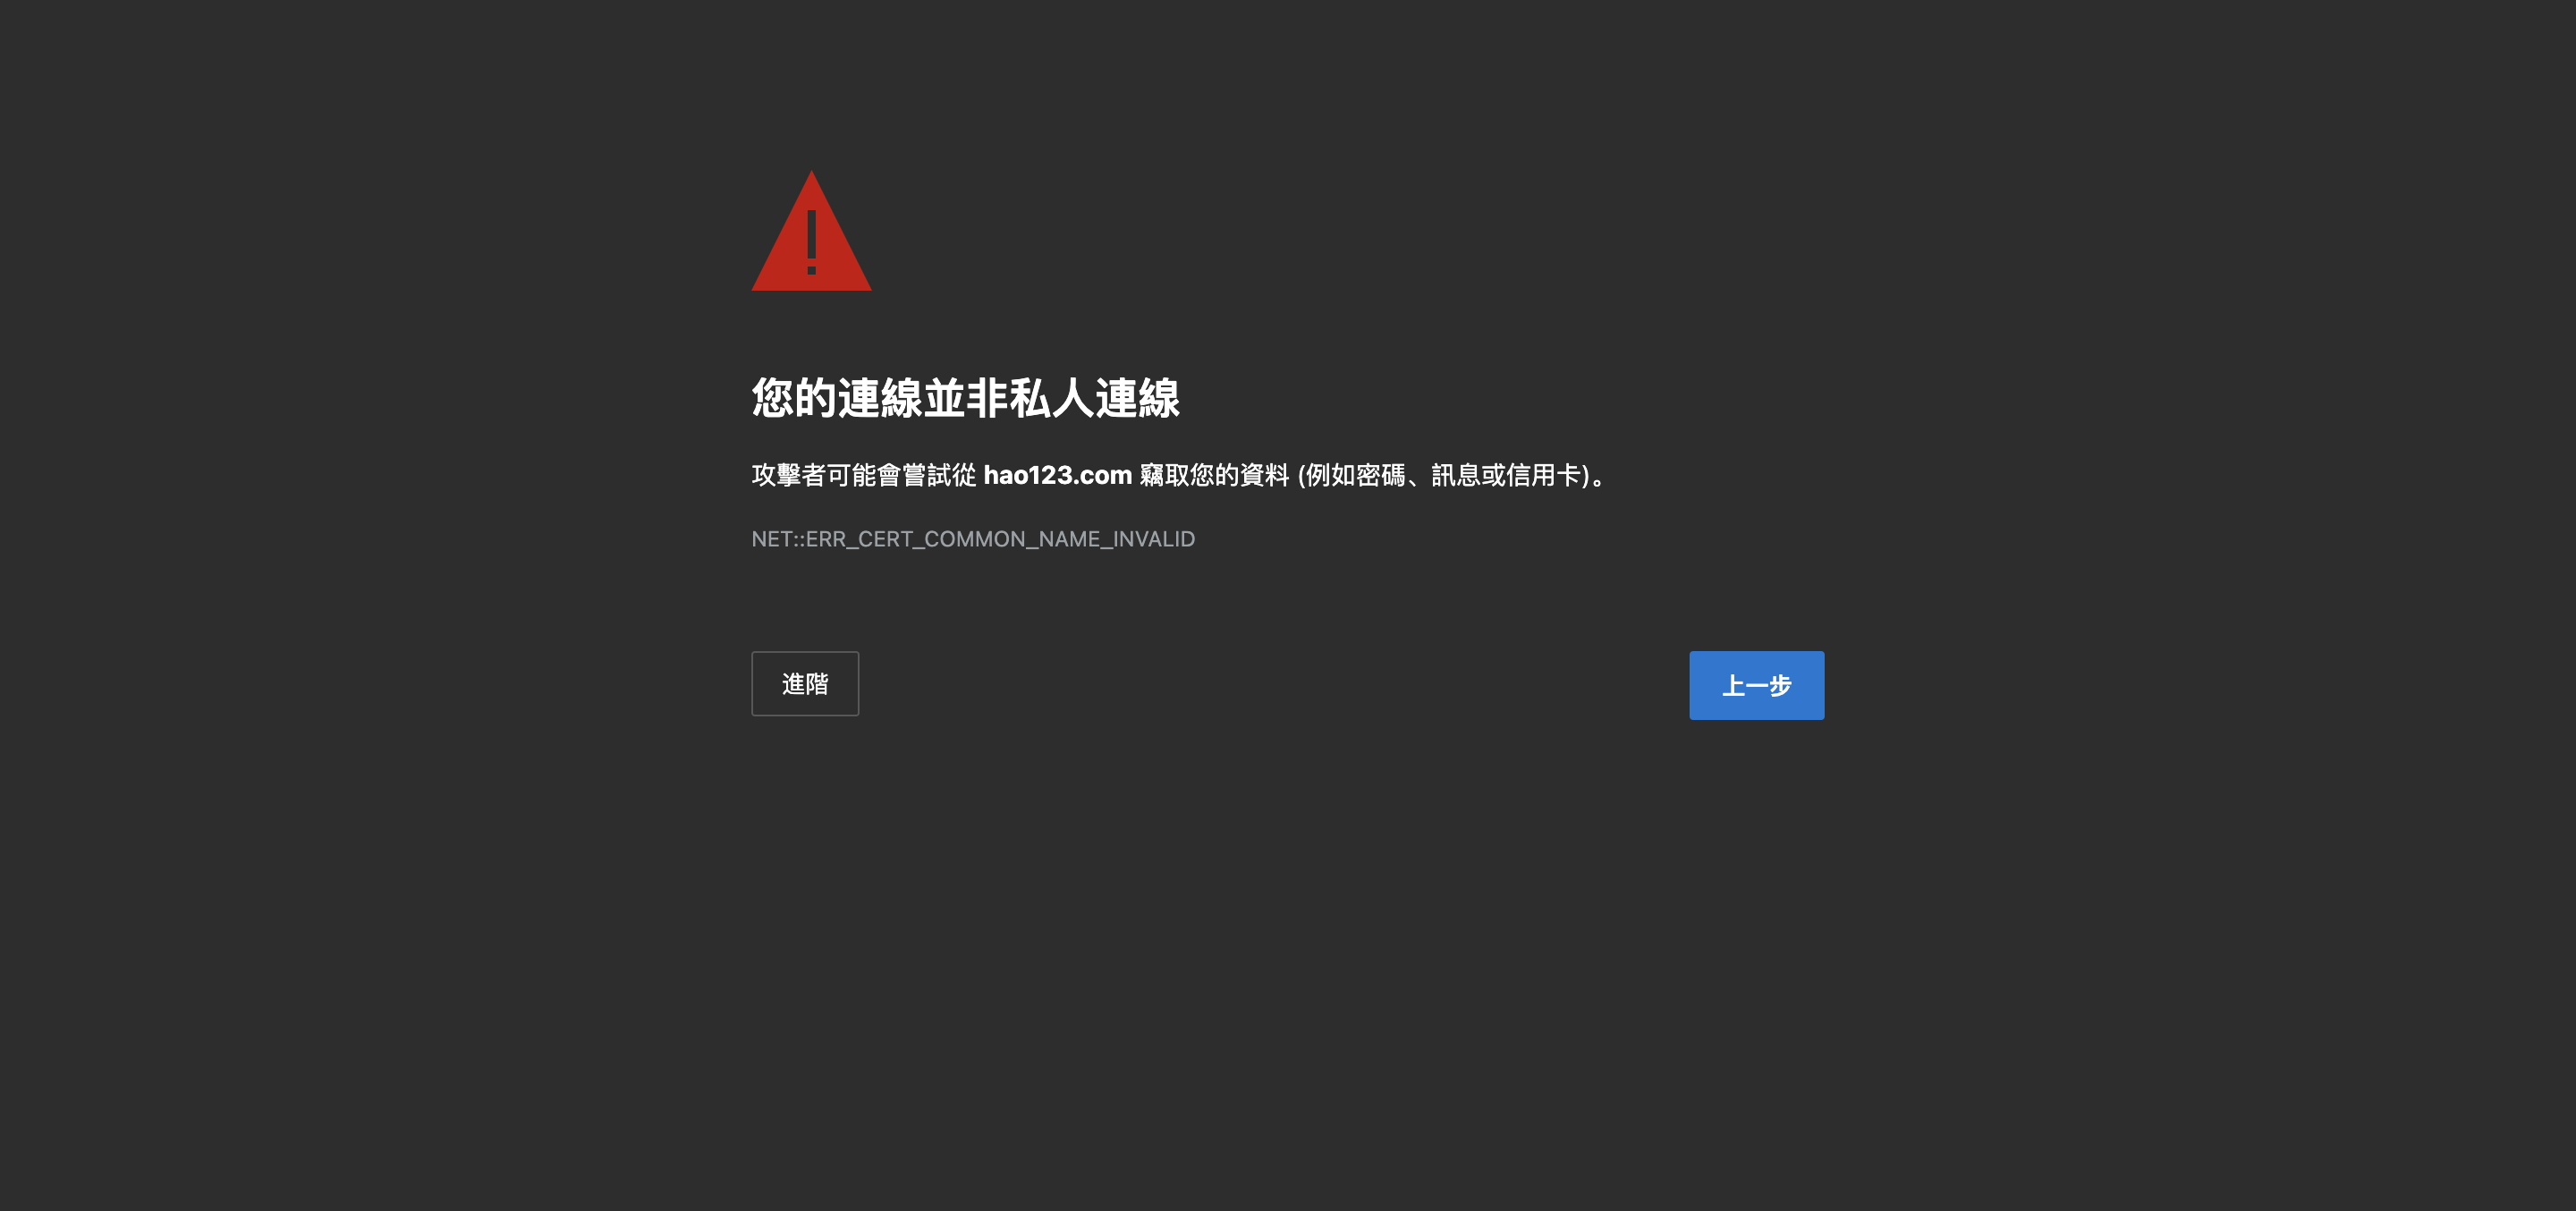 您的連線並非私人連線
攻擊者可能會嘗試從 hao123.com 竊取您的資料 (例如密碼、訊息或信用卡)。
NET::ERR_CERT_COMMON_NAME_INVALID
進階
上一步